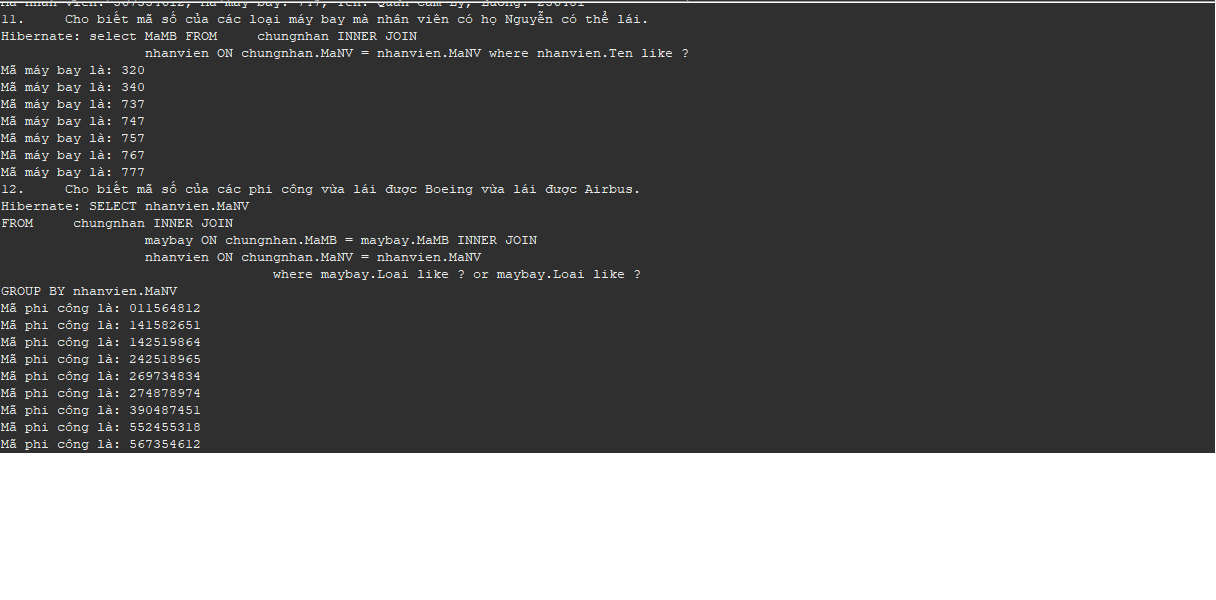 11.     Cho biết mã số của các loại máy bay mà nhân viên có họ Nguyễn có thể lái.
Hibernate: select MaMB FROM     chungnhan INNER JOIN
                  nhanvien ON chungnhan.MaNV = nhanvien.MaNV where nhanvien.Ten like ?
Mã máy bay là: 320
Mã máy bay là: 340
Mã máy bay là: 737
Mã máy bay là: 747
Mã máy bay là: 757
Mã máy bay là: 767
Mã máy bay là: 777
12.     Cho biết mã số của các phi công vừa lái được Boeing vừa lái được Airbus.
Hibernate: SELECT nhanvien.MaNV
FROM     chungnhan INNER JOIN
                  maybay ON chungnhan.MaMB = maybay.MaMB INNER JOIN
                  nhanvien ON chungnhan.MaNV = nhanvien.MaNV
                                  where maybay.Loai like ? or maybay.Loai like ?
GROUP BY nhanvien.MaNV
Mã phi công là: 011564812
Mã phi công là: 141582651
Mã phi công là: 142519864
Mã phi công là: 242518965
Mã phi công là: 269734834
Mã phi công là: 274878974
Mã phi công là: 390487451
Mã phi công là: 552455318
Mã phi công là: 567354612